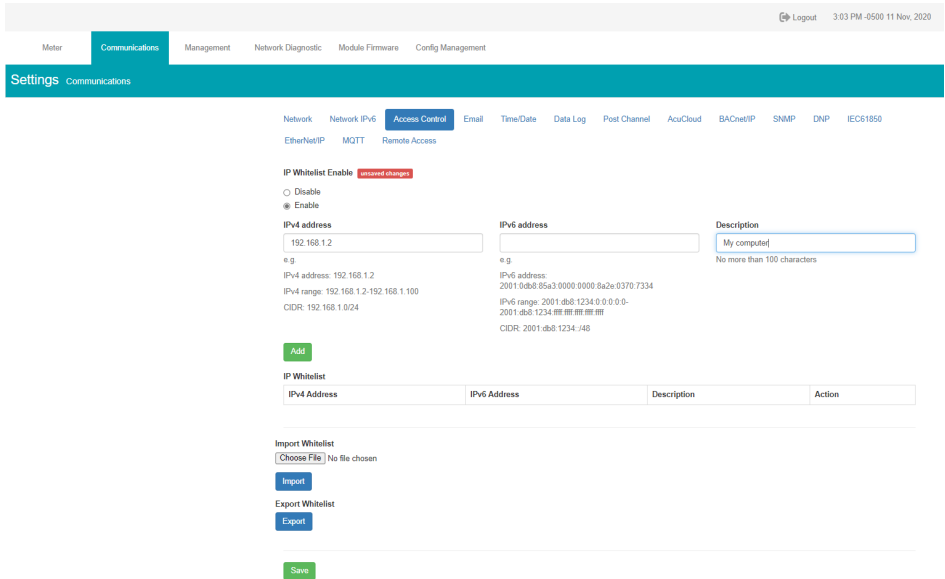 Logout 3:03 PM -0500 11 Nov, 2020
Meter Communications Management Network Diagnostic Module Firmware Config Management
Settings Communications
Network Network IPv6 Access Control Email Time/Date Data Log Post Channel AcuCloud BACnet/IP SNMP DNP IEC61850
EtherNet/IP MQTT Remote Access
IP Whitelist Enable unsaved changes
Disable
Enable
IPv4 address IPv6 address Description
192.168.1.2 My computer
e.g. e.g. No more than 100 characters
IPv4 address: 192.168.1.2
IPv4 range: 192.168.1.2-192.168.1.100
CIDR: 192.168.1.0/24
IPv6 address:
2001:0db8:85a3:0000:0000:8a2e:0370:7334
IPv6 range: 2001:db8:1234:0:0:0:0:0-
2001:db8:1234:ffff:ffff:ffff:ffff:ffff
CIDR: 2001:db8:1234::/48
Add
IP Whitelist
IPv4 Address IPv6 Address Description Action
Import Whitelist
Choose File No file chosen
Import
Export Whitelist
Export
Save